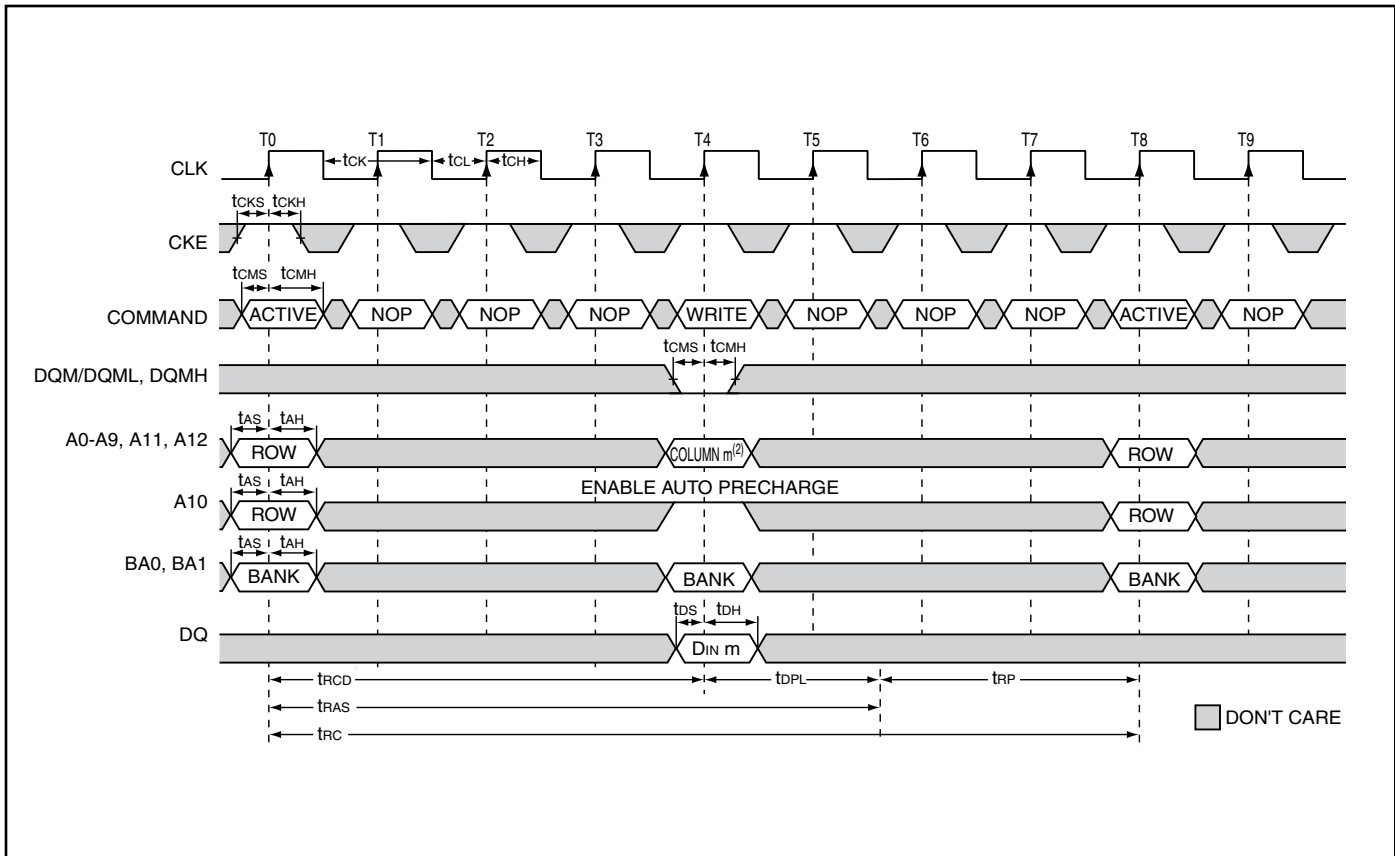 T0 T1 T2 T3 T4 T5 T6 T7 T8 T9
CLK
tCK tCL tCH
tCKS tCKH
CKE
tCMS tCMH
COMMAND ACTIVE NOP NOP NOP WRITE NOP NOP NOP ACTIVE NOP
tCMS tCMH
DQM/DQML, DQMH
tAS tAH
A0-A9, A11, A12 ROW COLUMN m(2) ROW
tAS tAH ENABLE AUTO PRECHARGE
A10 ROW ROW
tAS tAH
BA0, BA1 BANK BANK BANK
tDS tDH
DQ DIN m
tRCD tDPL tRP
tRAS
tRC
DON'T CARE